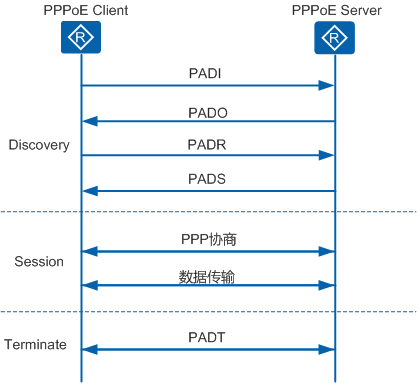 PPPoE Client
PPPoE Server
R
R
PADI
PADO
Discovery
PADR
PADS
PPP协商
Session
数据传输
PADT
Terminate